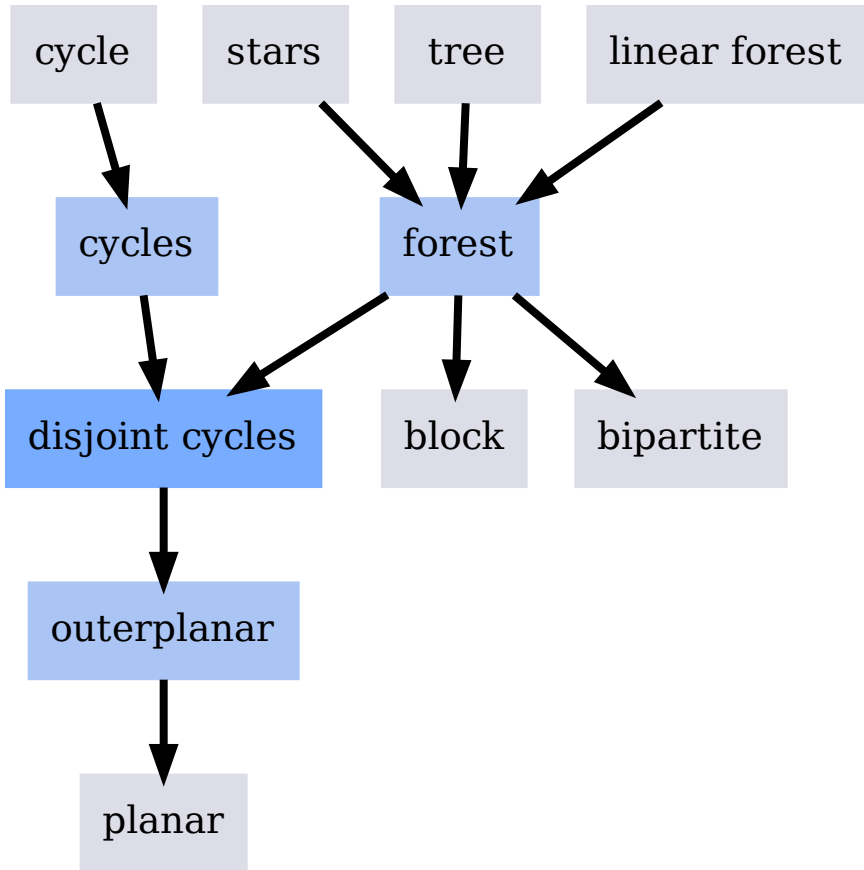 cycle
stars
tree
linear forest
cycles
forest
disjoint cycles
block
bipartite
outerplanar
planar